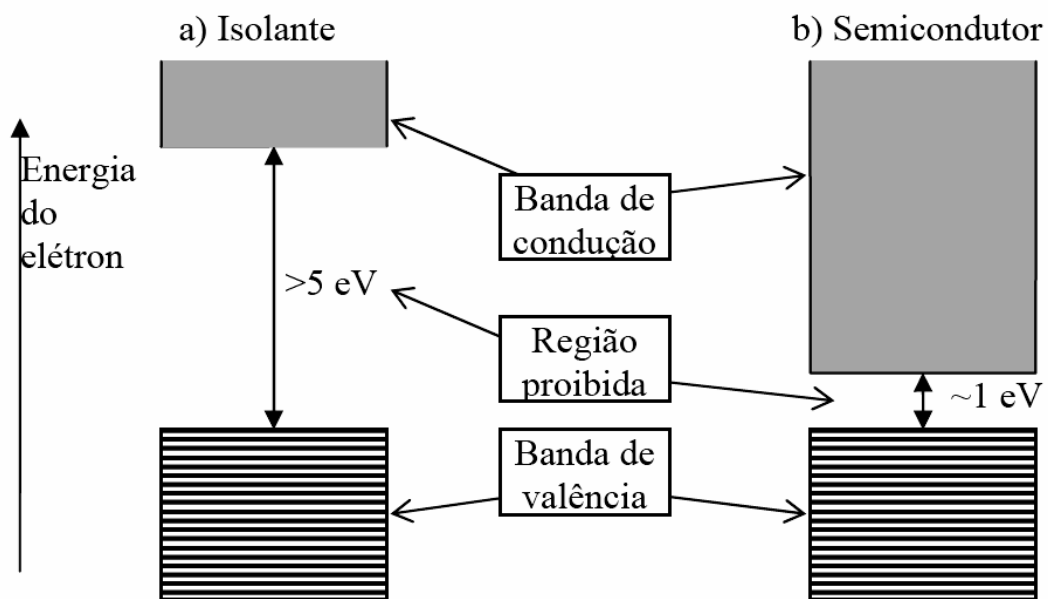 a) Isolante
b) Semicondutor
Energia
do
elétron
Banda de
condução
>5 eV
Região
proibida
~1 eV
Banda de
valência